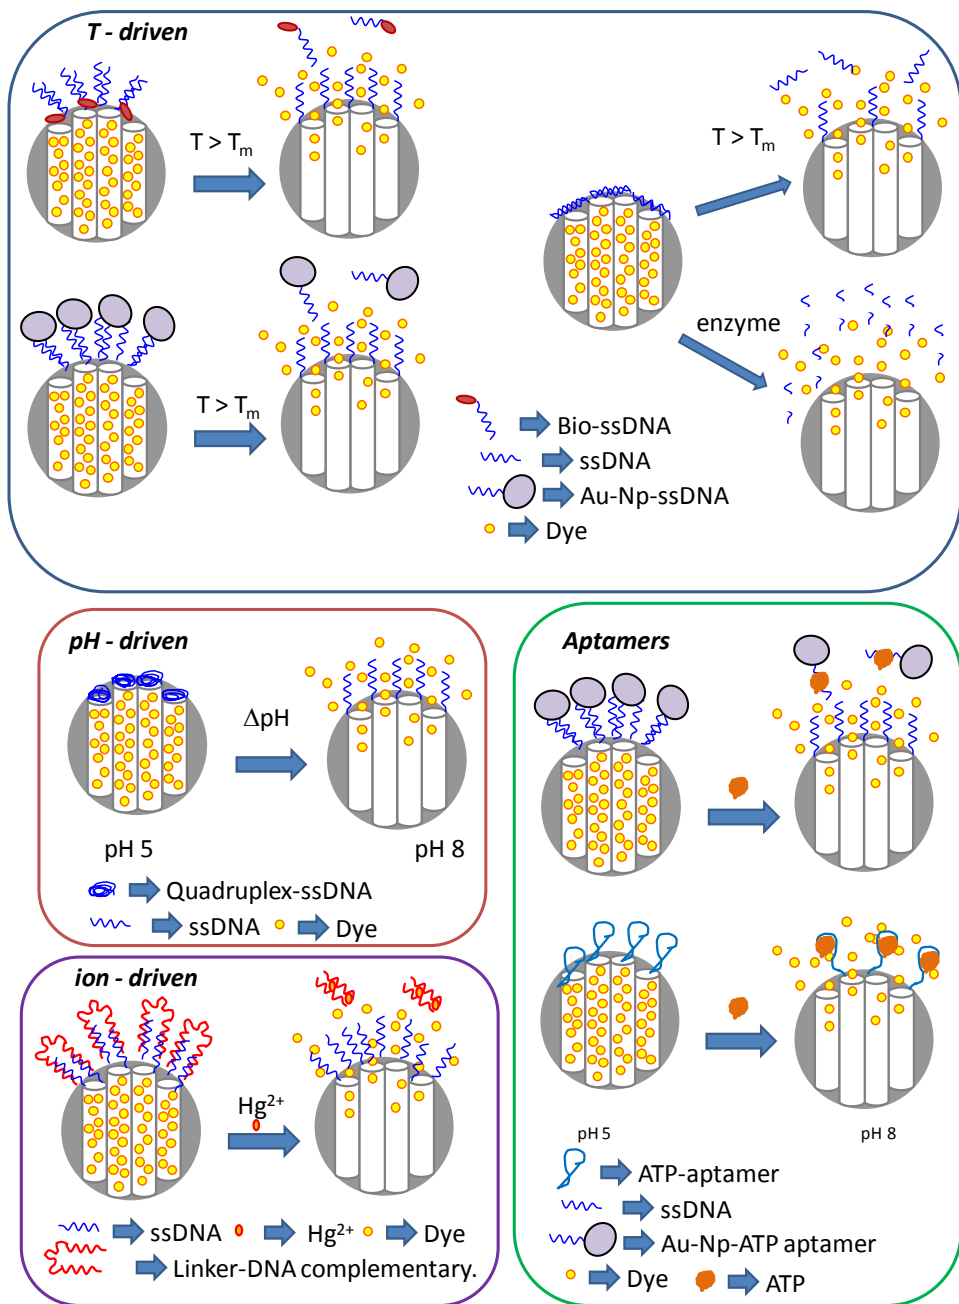 T - driven
T > Tₘ
T > Tₘ
T > Tₘ
enzyme
Bio-ssDNA
ssDNA
Au-Np-ssDNA
Dye
pH - driven
ΔpH
pH 5
pH 8
Quadruplex-ssDNA
ssDNA
Dye
ion - driven
Hg²⁺
ssDNA
Hg²⁺
Dye
Linker-DNA complementary.
Aptamers
pH 5
pH 8
ATP-aptamer
ssDNA
Au-Np-ATP aptamer
Dye
ATP